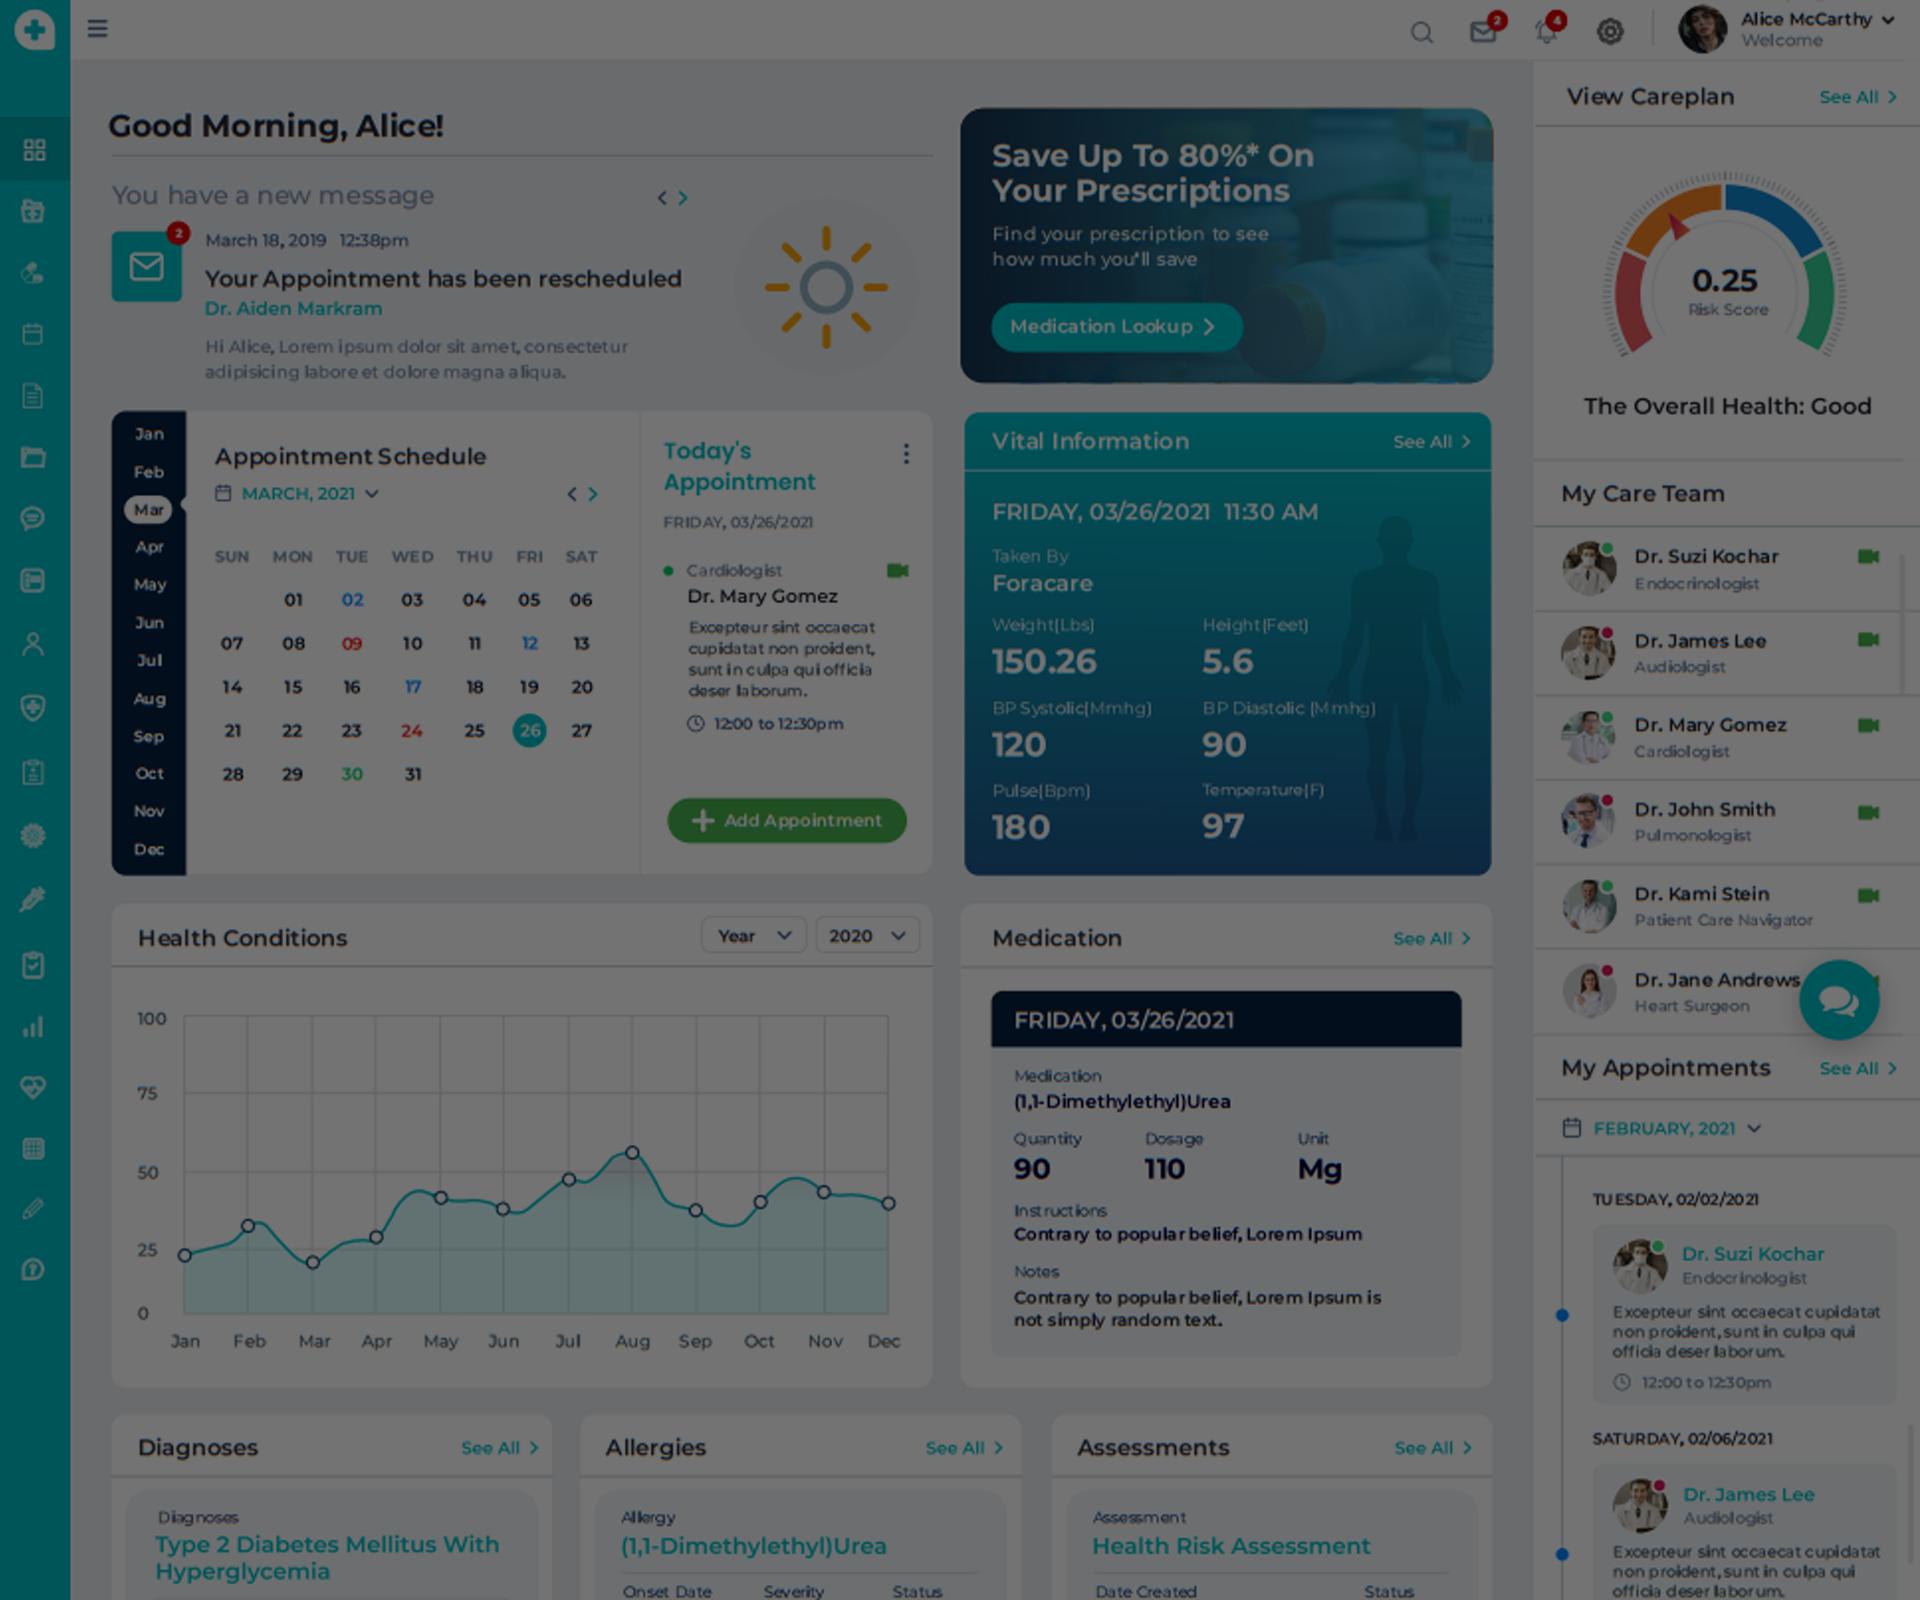 2
4
Alice McCarthy
Welcome
Good Morning, Alice!
You have a new message
2
March 18, 2019 12:38pm
Your Appointment has been rescheduled
Dr. Aiden Markram
Hi Alice, Lorem ipsum dolor sit amet, consectetur
adipisicing labore et dolore magna aliqua.
Save Up To 80%* On
Your Prescriptions
Find your prescription to see
how much you'll save
Medication Lookup
Jan
Feb
Mar
Apr
May
Jun
Jul
Aug
Sep
Oct
Nov
Dec
Appointment Schedule
MARCH, 2021
SUN MON TUE WED THU FRI SAT
01 02 03 04 05 06
07 08 09 10 11 12 13
14 15 16 17 18 19 20
21 22 23 24 25 26 27
28 29 30 31
Today's
Appointment
FRIDAY, 03/26/2021
Cardiologist
Dr. Mary Gomez
Excepteur sint occaecat
cupidatat non proident,
sunt in culpa qui officia
deser laborum.
12:00 to 12:30pm
Add Appointment
Vital Information
See All
FRIDAY, 03/26/2021 11:30 AM
Taken By
Foracare
Weight(Lbs) Height(Feet)
150.26 5.6
BP Systolic(Mmhg) BP Diastolic (Mmhg)
120 90
Pulse(Bpm) Temperature(F)
180 97
Health Conditions
Year 2020
100
75
50
25
0
Jan Feb Mar Apr May Jun Jul Aug Sep Oct Nov Dec
Medication
See All
FRIDAY, 03/26/2021
Medication
(1,1-Dimethylethyl)Urea
Quantity Dosage Unit
90 110 Mg
Instructions
Contrary to popular belief, Lorem Ipsum
Notes
Contrary to popular belief, Lorem Ipsum is
not simply random text.
Diagnoses See All
Diagnoses
Type 2 Diabetes Mellitus With
Hyperglycemia
Allergies See All
Allergy
(1,1-Dimethylethyl)Urea
Onset Date Severity Status
Assessments See All
Assessment
Health Risk Assessment
Date Created Status
View Careplan See All
0.25
Risk Score
The Overall Health: Good
My Care Team
Dr. Suzi Kochar
Endocrinologist
Dr. James Lee
Audiologist
Dr. Mary Gomez
Cardiologist
Dr. John Smith
Pulmonologist
Dr. Kami Stein
Patient Care Navigator
Dr. Jane Andrews
Heart Surgeon
My Appointments See All
FEBRUARY, 2021
TUESDAY, 02/02/2021
Dr. Suzi Kochar
Endocrinologist
Excepteur sint occaecat cupidatat
non proident, sunt in culpa qui
officia deser laborum.
12:00 to 12:30pm
SATURDAY, 02/06/2021
Dr. James Lee
Audiologist
Excepteur sint occaecat cupidatat
non proident, sunt in culpa qui
officia deser laborum.